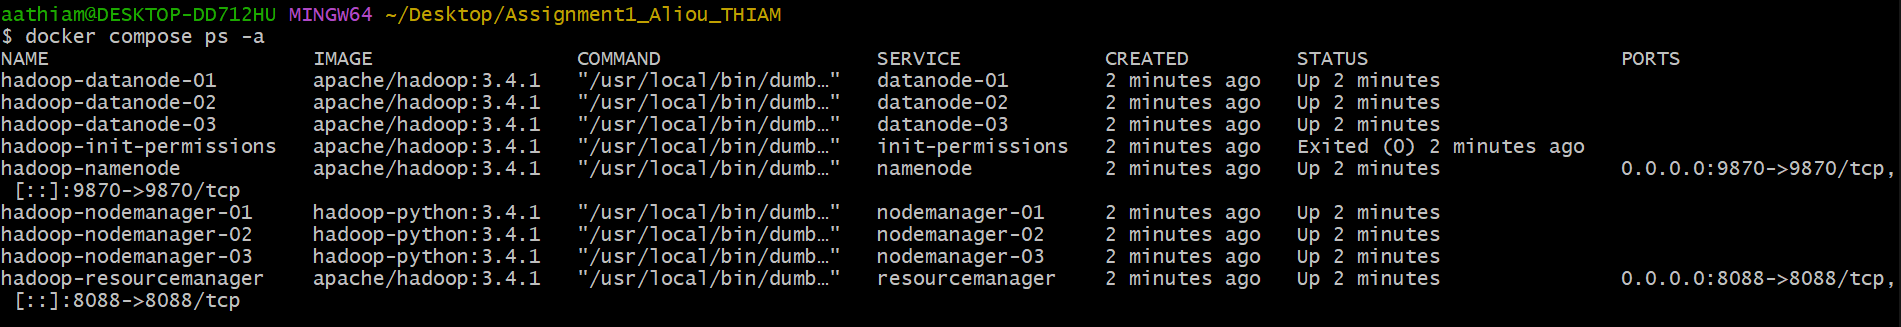 aathiam@DESKTOP-DD712HU MINGW64 ~/Desktop/Assignment1_Aliou_THIAM
$ docker compose ps -a
NAME                      IMAGE                 COMMAND                  SERVICE            CREATED         STATUS                     PORTS
hadoop-datanode-01        apache/hadoop:3.4.1   "/usr/local/bin/dumb…"   datanode-01        2 minutes ago   Up 2 minutes
hadoop-datanode-02        apache/hadoop:3.4.1   "/usr/local/bin/dumb…"   datanode-02        2 minutes ago   Up 2 minutes
hadoop-datanode-03        apache/hadoop:3.4.1   "/usr/local/bin/dumb…"   datanode-03        2 minutes ago   Up 2 minutes
hadoop-init-permissions   apache/hadoop:3.4.1   "/usr/local/bin/dumb…"   init-permissions   2 minutes ago   Exited (0) 2 minutes ago
hadoop-namenode           apache/hadoop:3.4.1   "/usr/local/bin/dumb…"   namenode           2 minutes ago   Up 2 minutes               0.0.0.0:9870->9870/tcp,
 [::]:9870->9870/tcp
hadoop-nodemanager-01     hadoop-python:3.4.1   "/usr/local/bin/dumb…"   nodemanager-01     2 minutes ago   Up 2 minutes
hadoop-nodemanager-02     hadoop-python:3.4.1   "/usr/local/bin/dumb…"   nodemanager-02     2 minutes ago   Up 2 minutes
hadoop-nodemanager-03     hadoop-python:3.4.1   "/usr/local/bin/dumb…"   nodemanager-03     2 minutes ago   Up 2 minutes
hadoop-resourcemanager    apache/hadoop:3.4.1   "/usr/local/bin/dumb…"   resourcemanager    2 minutes ago   Up 2 minutes               0.0.0.0:8088->8088/tcp,
 [::]:8088->8088/tcp